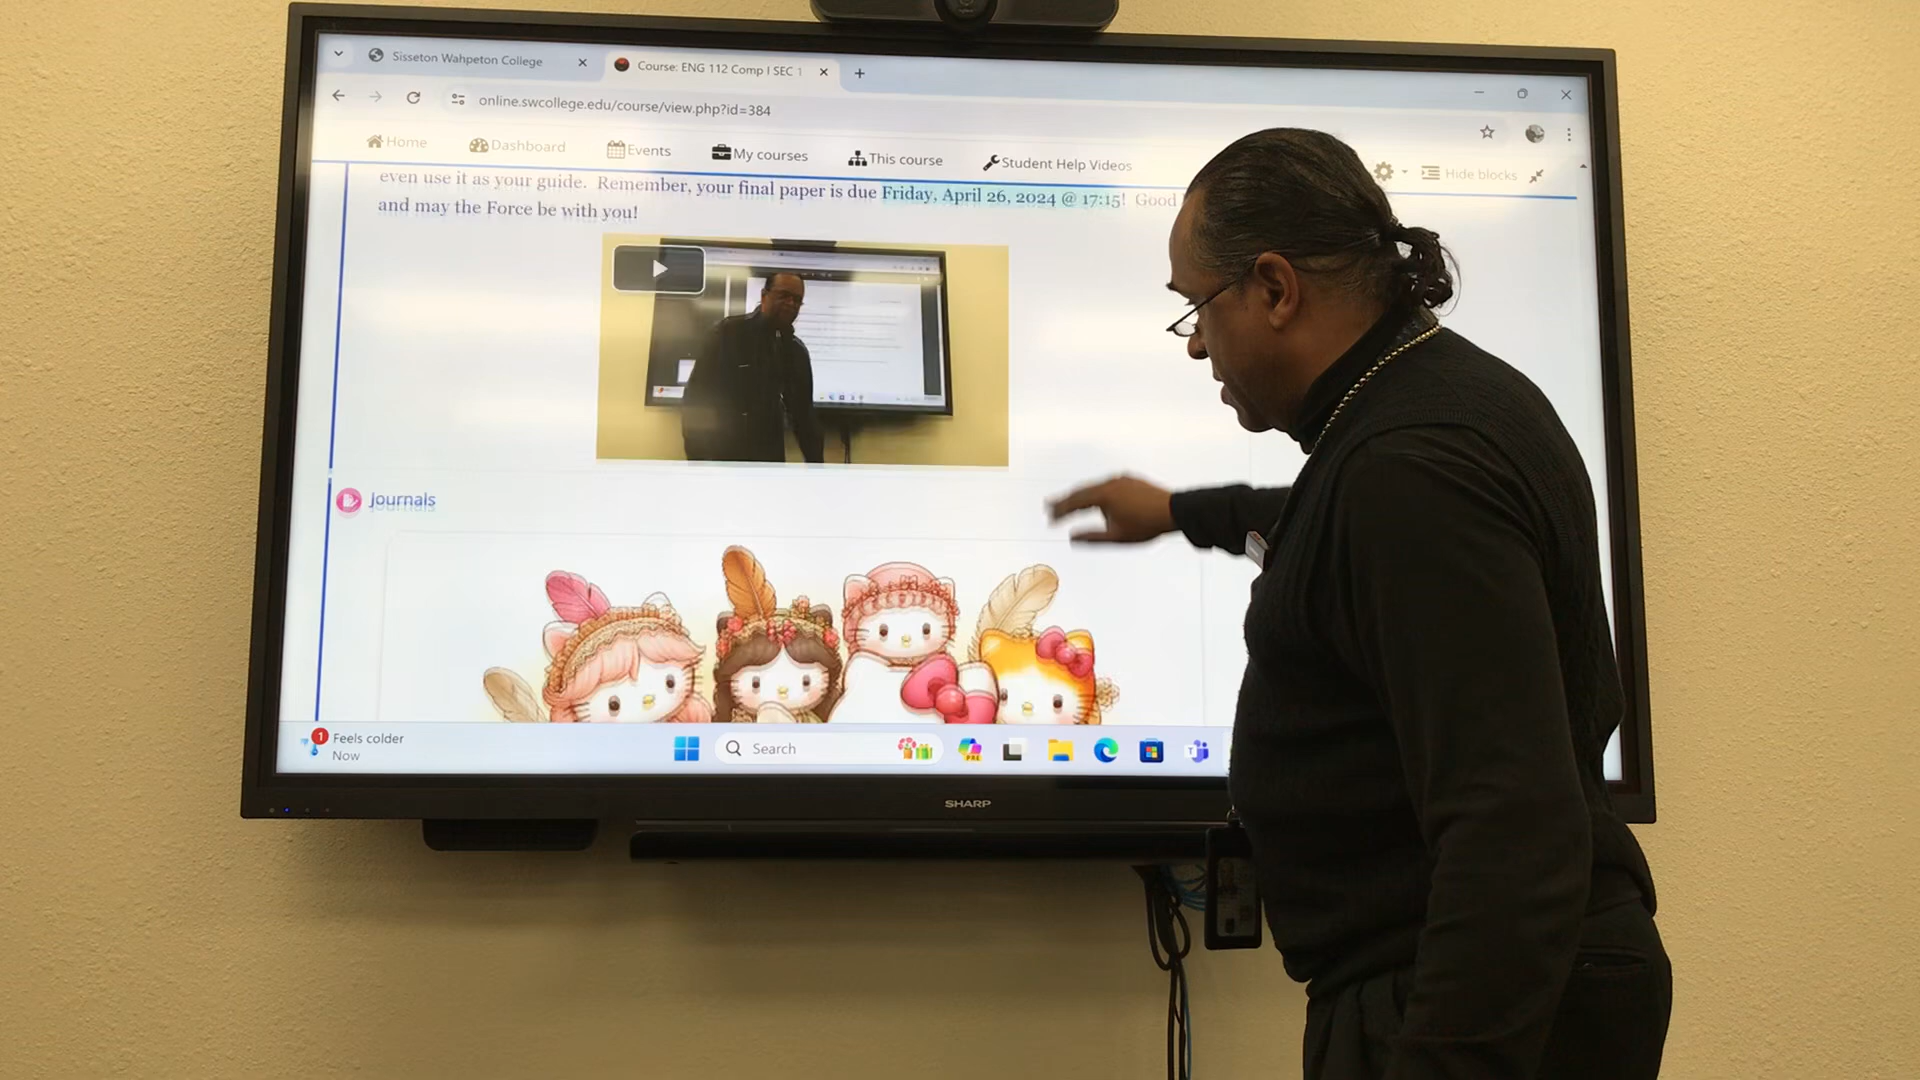 Sisseton Wahpeton College
Course: ENG 112 Comp I SEC 1
online.swcollege.edu/course/view.php?id=384
Home Dashboard Events My courses This course Student Help Videos Hide blocks
even use it as your guide. Remember, your final paper is due Friday, April 26, 2024 @ 17:15! Good
and may the Force be with you!
Journals
1 Feels colder
Now
Search
PRE
T
SHARP